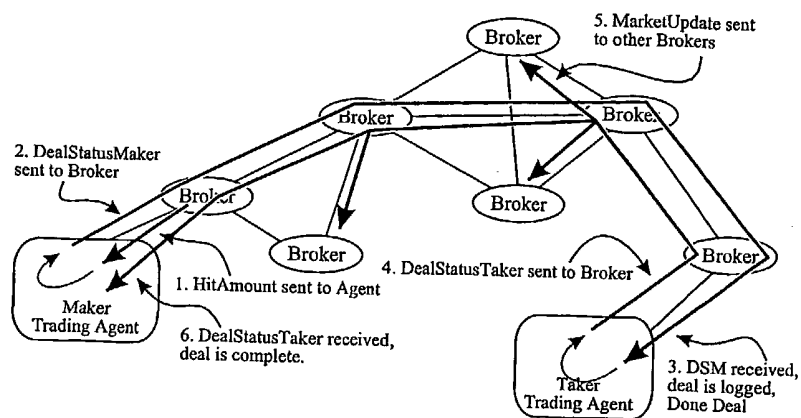 5. MarketUpdate sent
to other Brokers
Broker
Broker
Broker
2. DealStatusMaker
sent to Broker
Broker
Broker
Broker
Broker
4. DealStatusTaker sent to Broker
1. HitAmount sent to Agent
Maker
Trading Agent
6. DealStatusTaker received,
deal is complete.
3. DSM received,
deal is logged,
Done Deal
Taker
Trading Agent